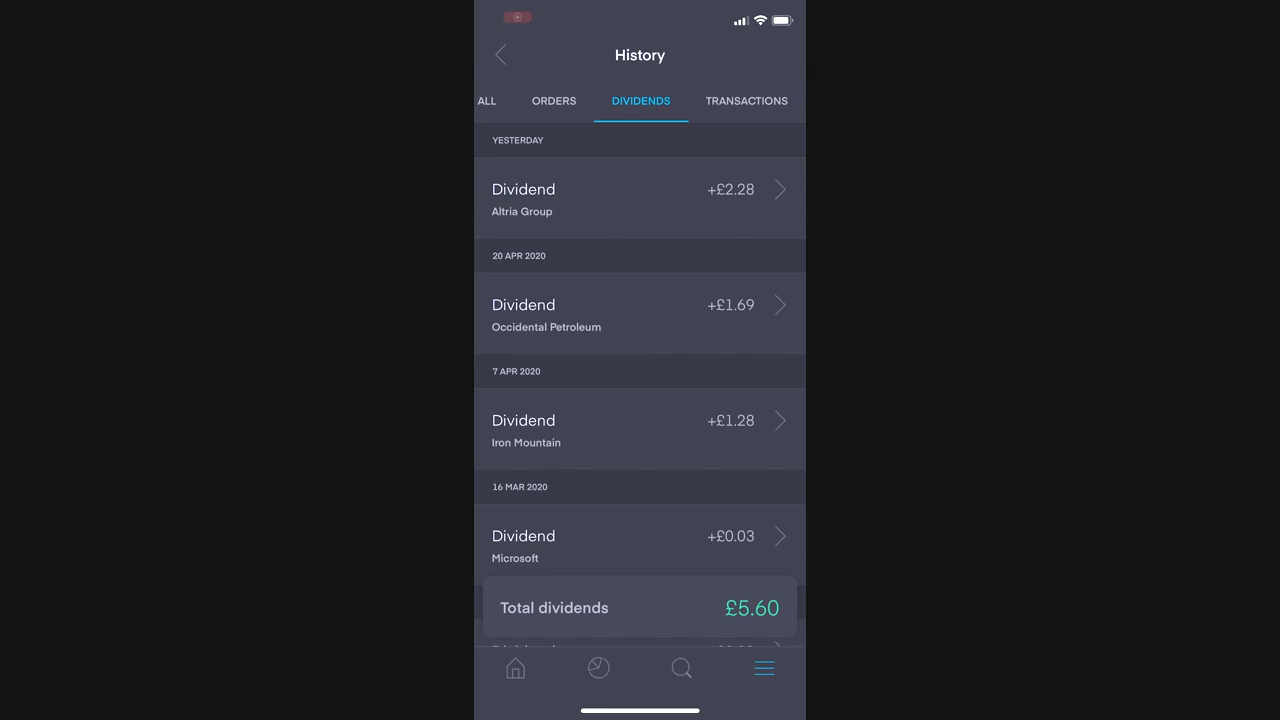 History
ALL ORDERS DIVIDENDS TRANSACTIONS
YESTERDAY
Dividend +£2.28
Altria Group
20 APR 2020
Dividend +£1.69
Occidental Petroleum
7 APR 2020
Dividend +£1.28
Iron Mountain
16 MAR 2020
Dividend +£0.03
Microsoft
Total dividends £5.60